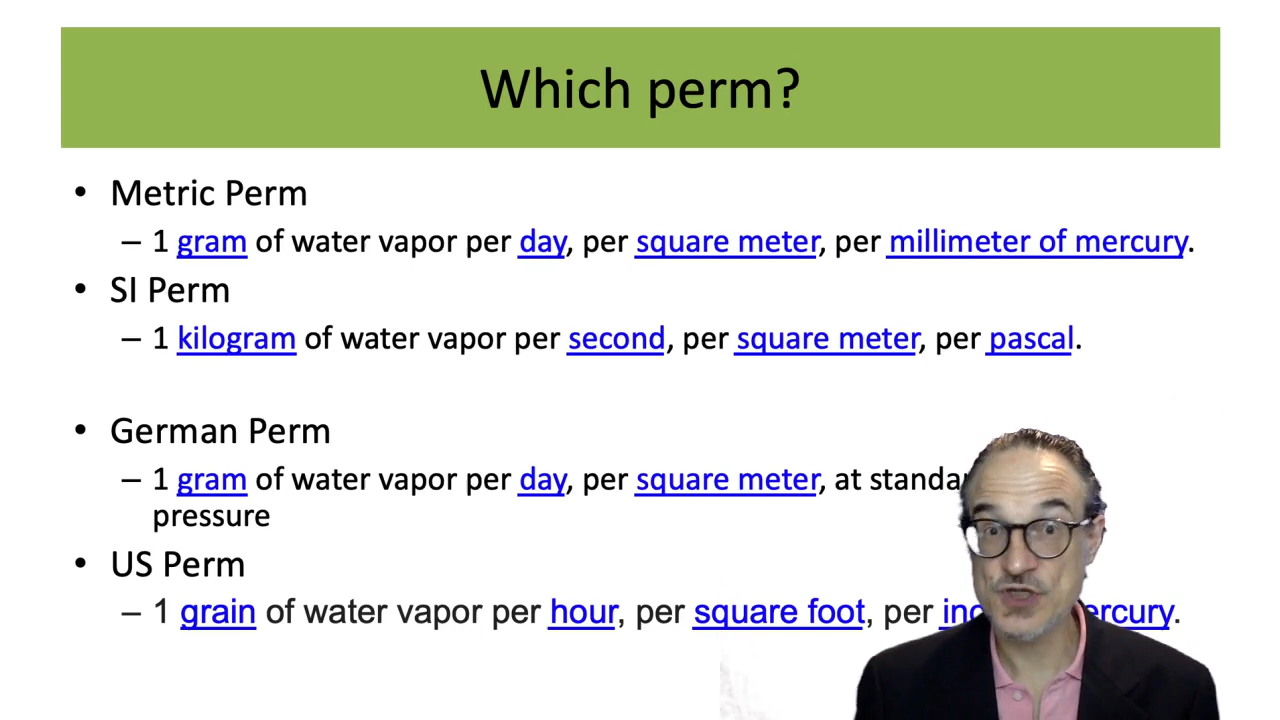 Which perm?
• Metric Perm
– 1 gram of water vapor per day, per square meter, per millimeter of mercury.
• SI Perm
– 1 kilogram of water vapor per second, per square meter, per pascal.
• German Perm
– 1 gram of water vapor per day, per square meter, at
pressure
• US Perm
– 1 grain of water vapor per hour, per square foot, per